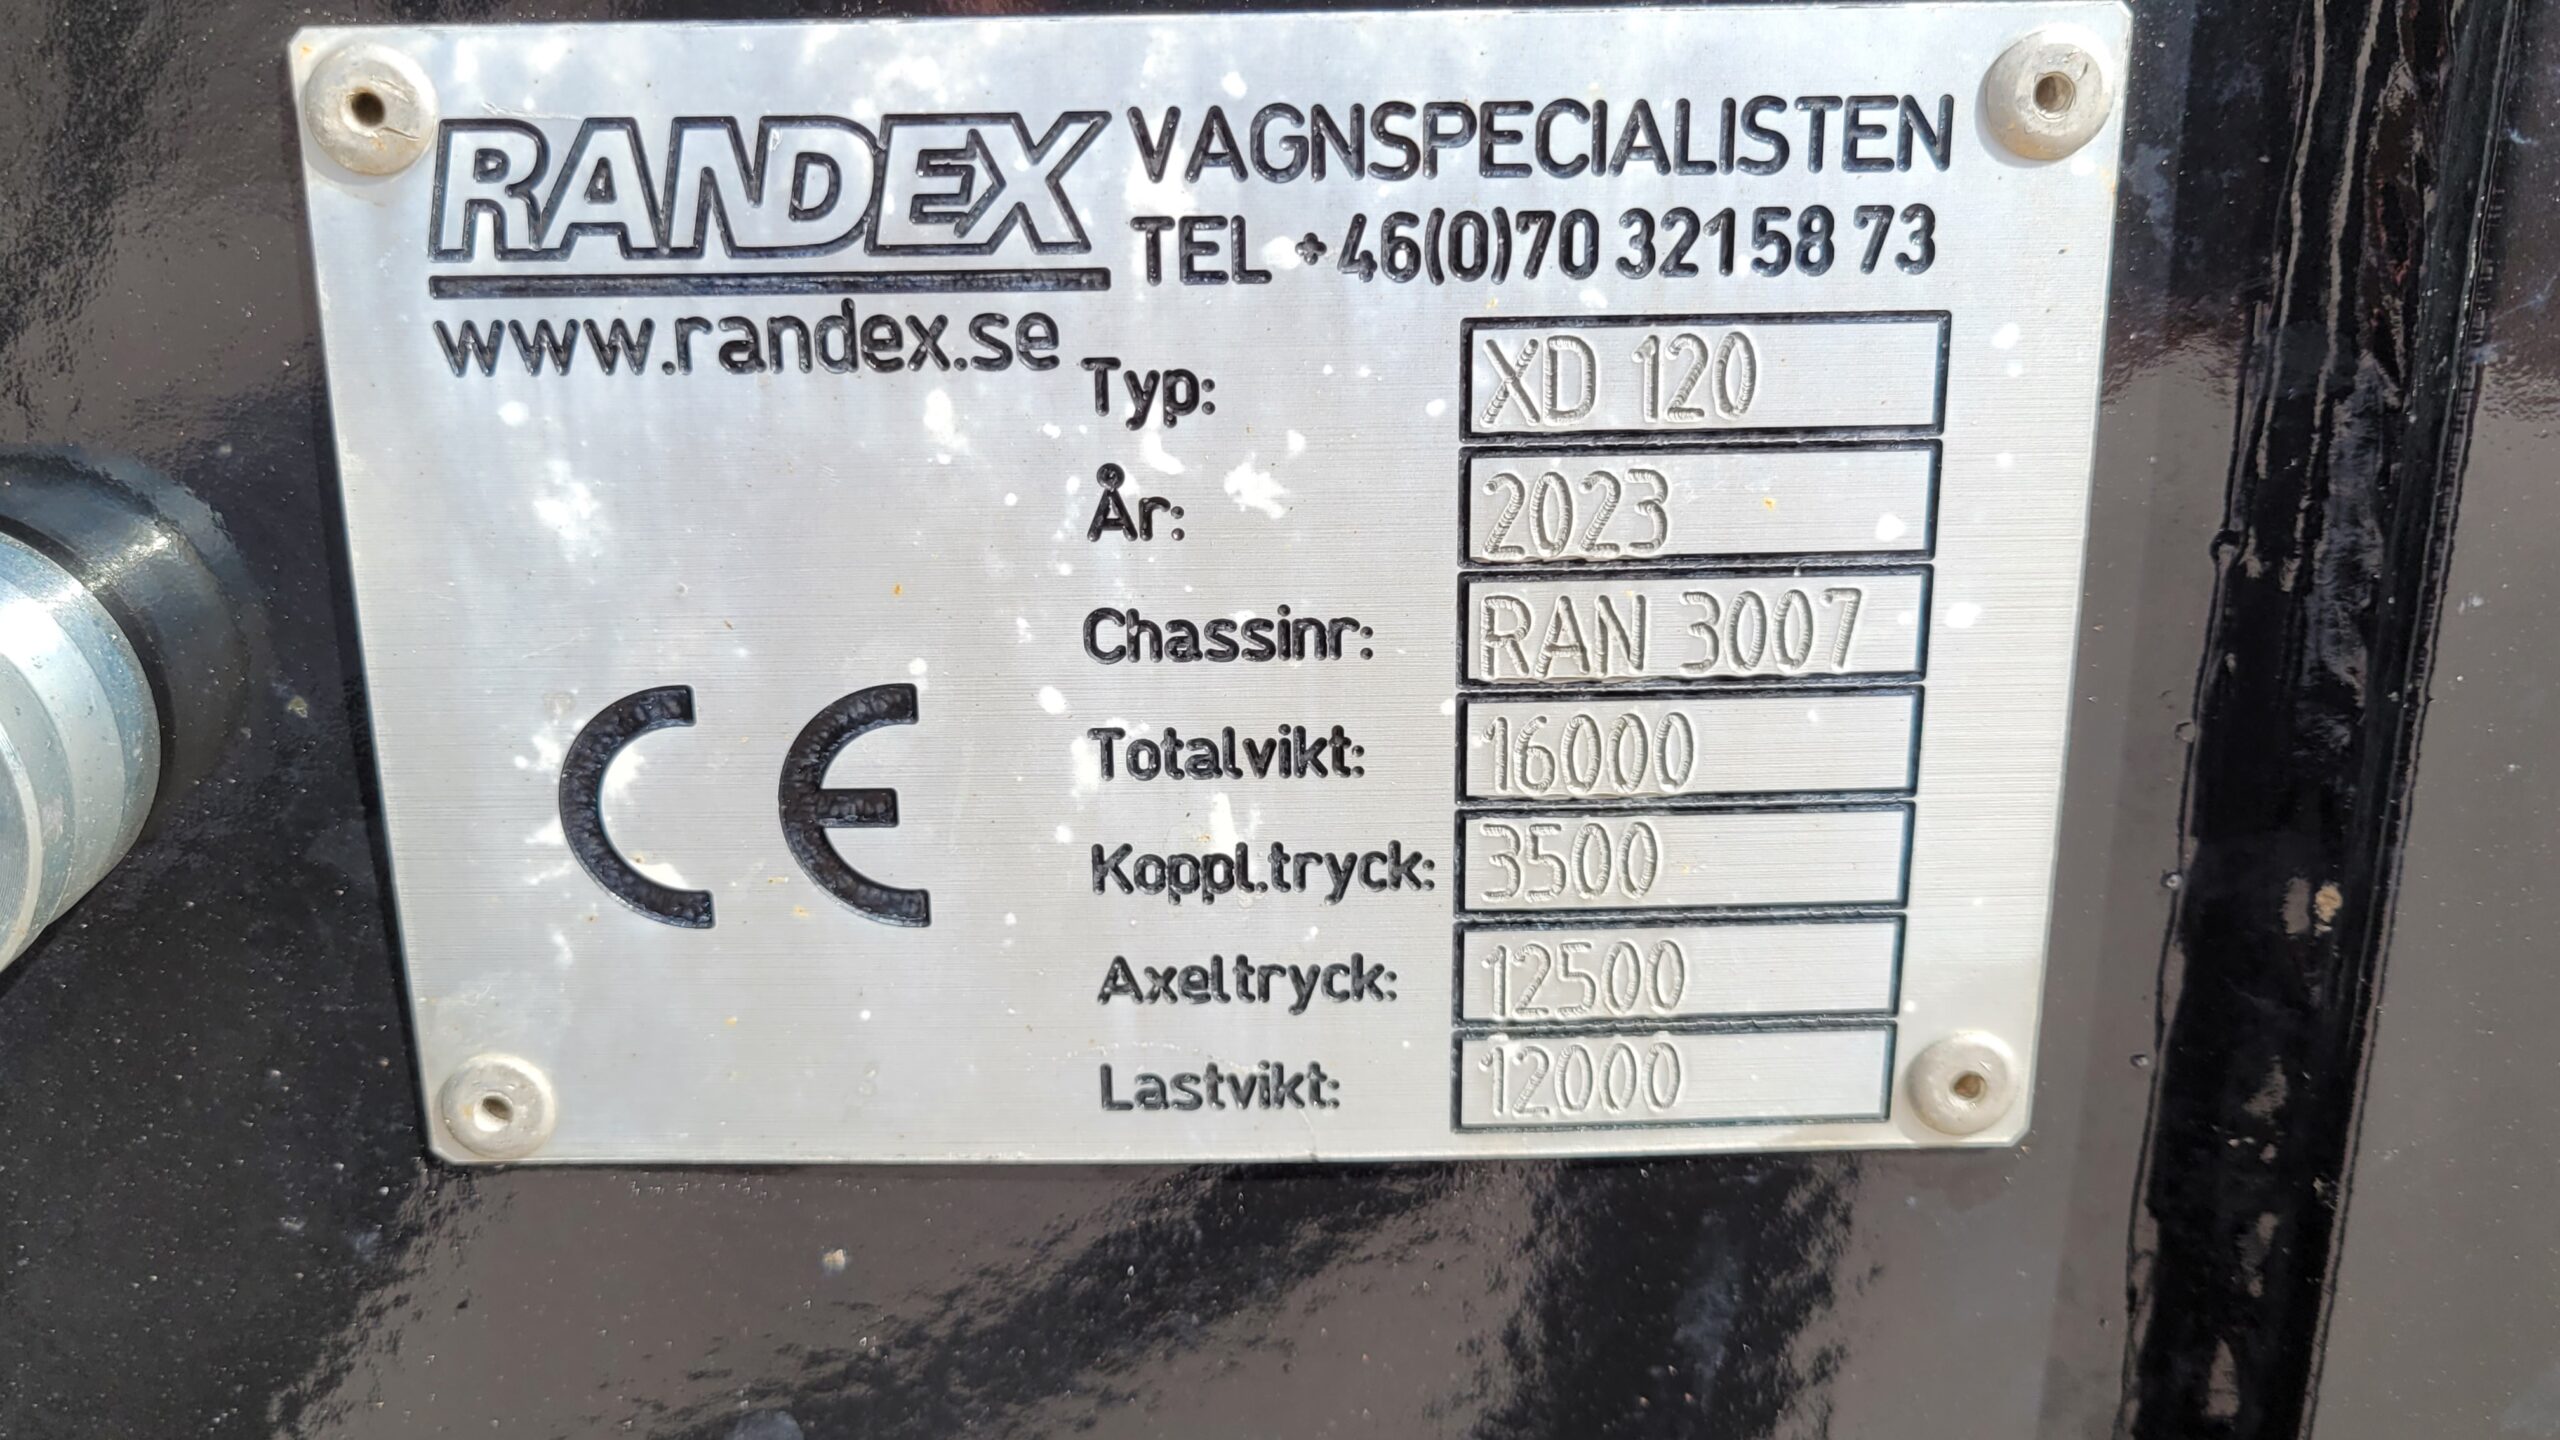 RANDEX VAGNSPECIALISTEN
TEL +46(0)70 321 58 73
www.randex.se
Typ: XD 120
År: 2023
Chassinr: RAN 3007
Totalvikt: 16000
Koppl.tryck: 3500
Axeltryck: 12500
Lastvikt: 12000
CE